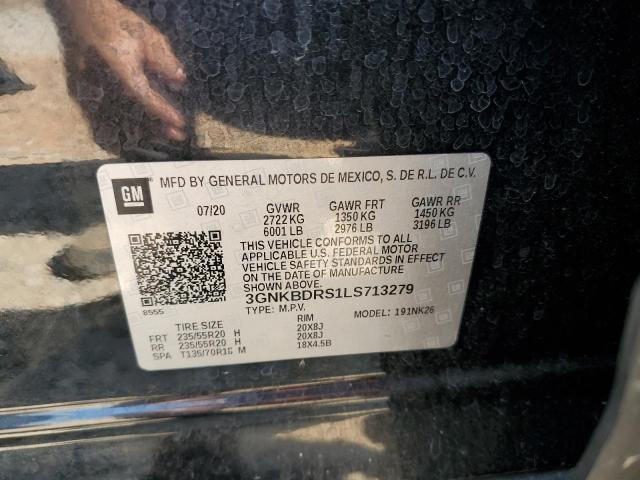 GM
MFD BY GENERAL MOTORS DE MEXICO, S. DE R.L. DE C.V.
07/20 GVWR GAWR FRT GAWR RR
2722 KG 1350 KG 1450 KG
6001 LB 2976 LB 3196 LB
THIS VEHICLE CONFORMS TO ALL
APPLICABLE U.S. FEDERAL MOTOR
VEHICLE SAFETY STANDARDS IN EFFECT
ON THE DATE OF MANUFACTURE
SHOWN ABOVE.
3GNKBDRS1LS713279
TYPE: M.P.V. MODEL: 191NK26
8555
TIRE SIZE RIM
FRT 235/55R20 H 20X8J
RR 235/55R20 H 20X8J
SPA T135/70R18 M 18X4.5B